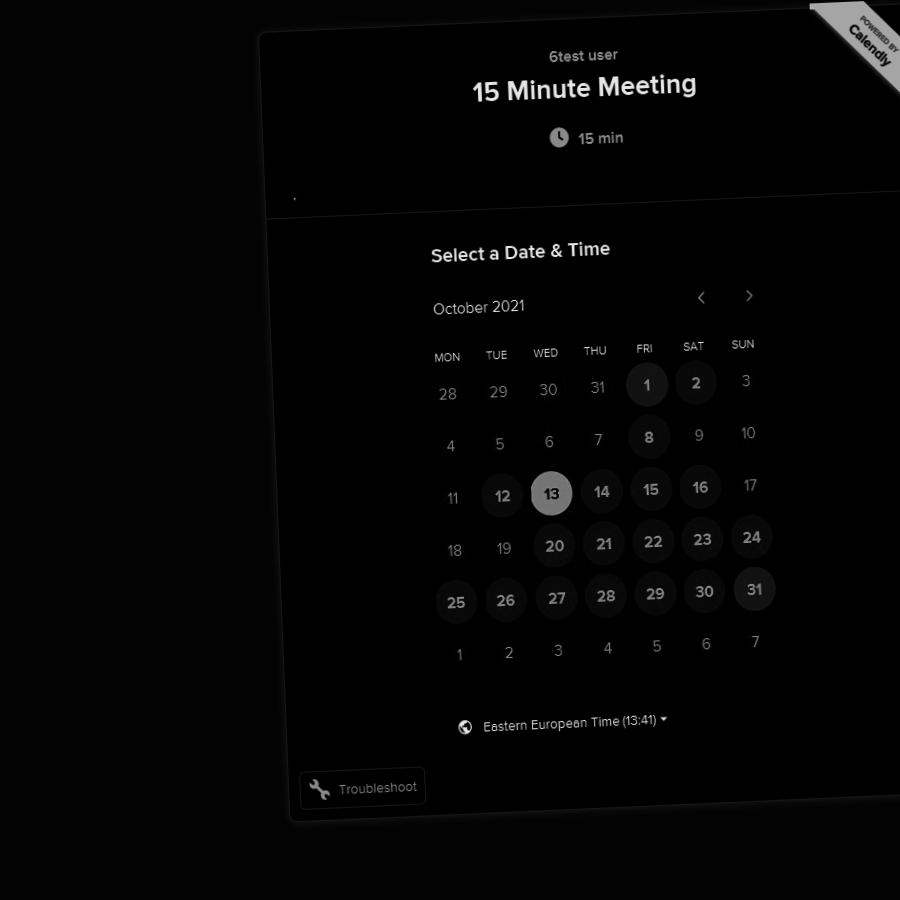 POWERED BY
Calendly
6test user
15 Minute Meeting
15 min
.
Select a Date & Time
October 2021
MON TUE WED THU FRI SAT SUN
28 29 30 31 1 2 3
4 5 6 7 8 9 10
11 12 13 14 15 16 17
18 19 20 21 22 23 24
25 26 27 28 29 30 31
1 2 3 4 5 6 7
Eastern European Time (13:41)
Troubleshoot